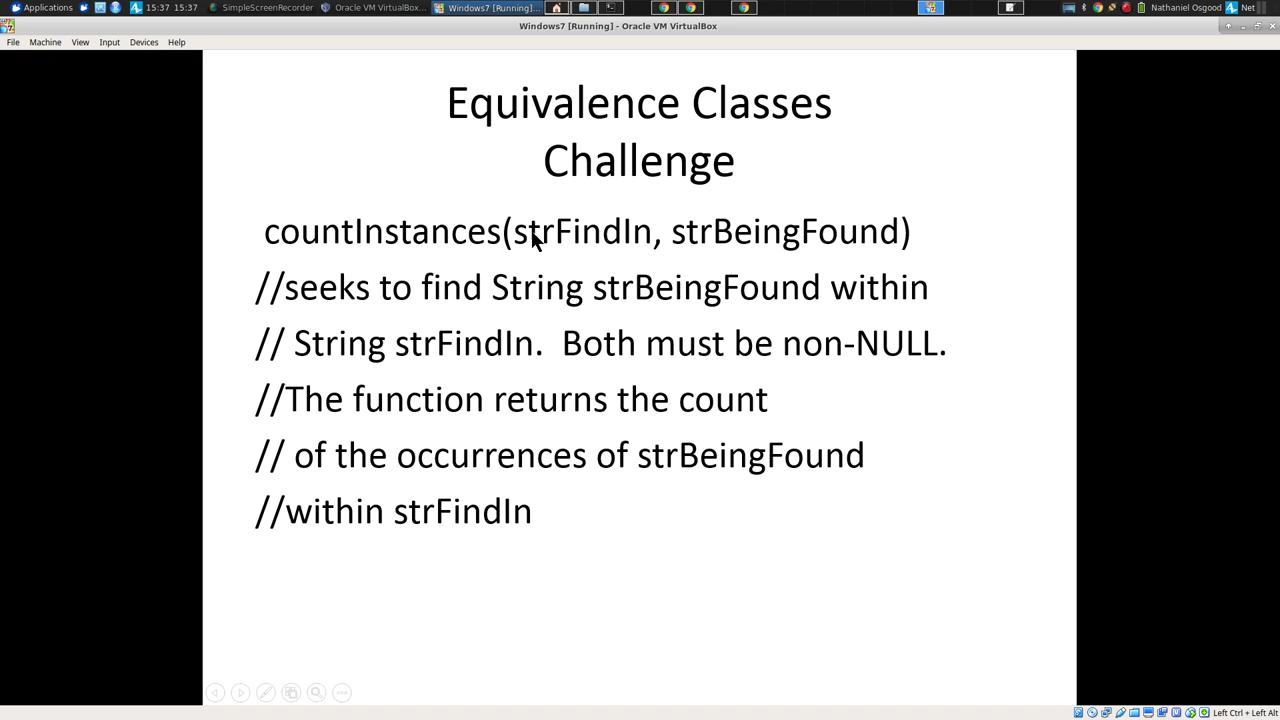 Applications 15:37 15:37 SimpleScreenRecorder Oracle VM VirtualBox... Windows7 [Running]... Nathaniel Osgood Net
Windows7 [Running] - Oracle VM VirtualBox
File Machine View Input Devices Help
Equivalence Classes
Challenge
countInstances(strFindIn, strBeingFound)
//seeks to find String strBeingFound within
// String strFindIn. Both must be non-NULL.
//The function returns the count
// of the occurrences of strBeingFound
//within strFindIn
Left Ctrl + Left Alt